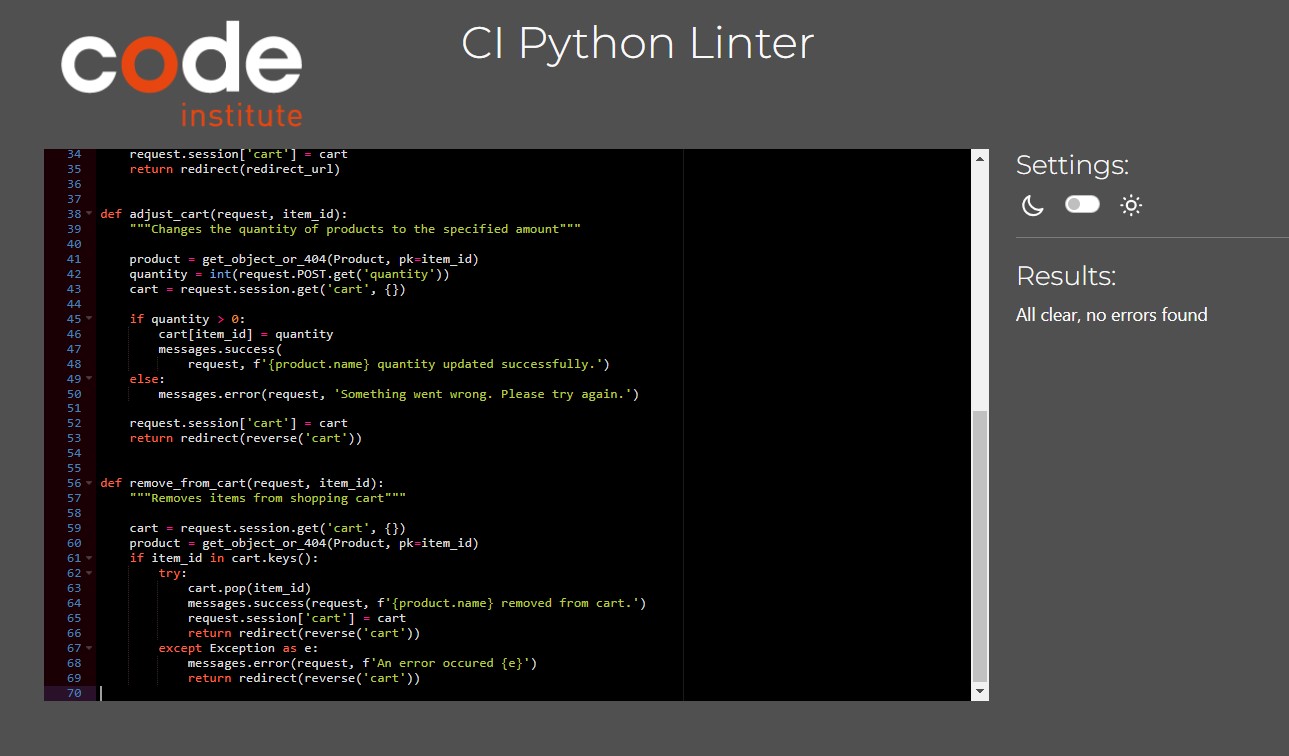 code
institute
CI Python Linter
34 request.session['cart'] = cart
35 return redirect(redirect_url)
36
37
38 def adjust_cart(request, item_id):
39 """Changes the quantity of products to the specified amount"""
40
41 product = get_object_or_404(Product, pk=item_id)
42 quantity = int(request.POST.get('quantity'))
43 cart = request.session.get('cart', {})
44
45 if quantity > 0:
46 cart[item_id] = quantity
47 messages.success(
48 request, f'{product.name} quantity updated successfully.')
49 else:
50 messages.error(request, 'Something went wrong. Please try again.')
51
52 request.session['cart'] = cart
53 return redirect(reverse('cart'))
54
55
56 def remove_from_cart(request, item_id):
57 """Removes items from shopping cart"""
58
59 cart = request.session.get('cart', {})
60 product = get_object_or_404(Product, pk=item_id)
61 if item_id in cart.keys():
62 try:
63 cart.pop(item_id)
64 messages.success(request, f'{product.name} removed from cart.')
65 request.session['cart'] = cart
66 return redirect(reverse('cart'))
67 except Exception as e:
68 messages.error(request, f'An error occured {e}')
69 return redirect(reverse('cart'))
70
Settings:
Results:
All clear, no errors found